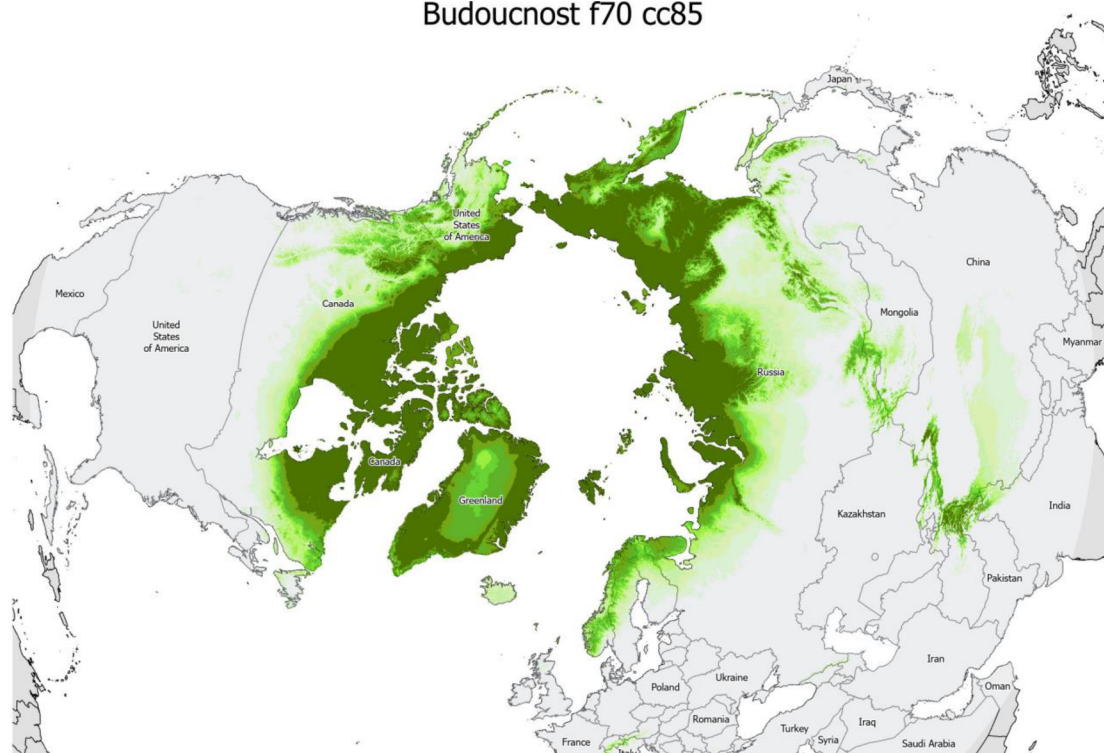 Budoucnost f70 cc85
Japan
United
States
of America
China
Mexico
Canada
Mongolia
United
States
of America
Myanmar
Russia
Canada
Greenland
India
Kazakhstan
Pakistan
Iran
Ukraine
Poland
Oman
Romania
Iraq
Turkey
France
Syria
Saudi Arabia